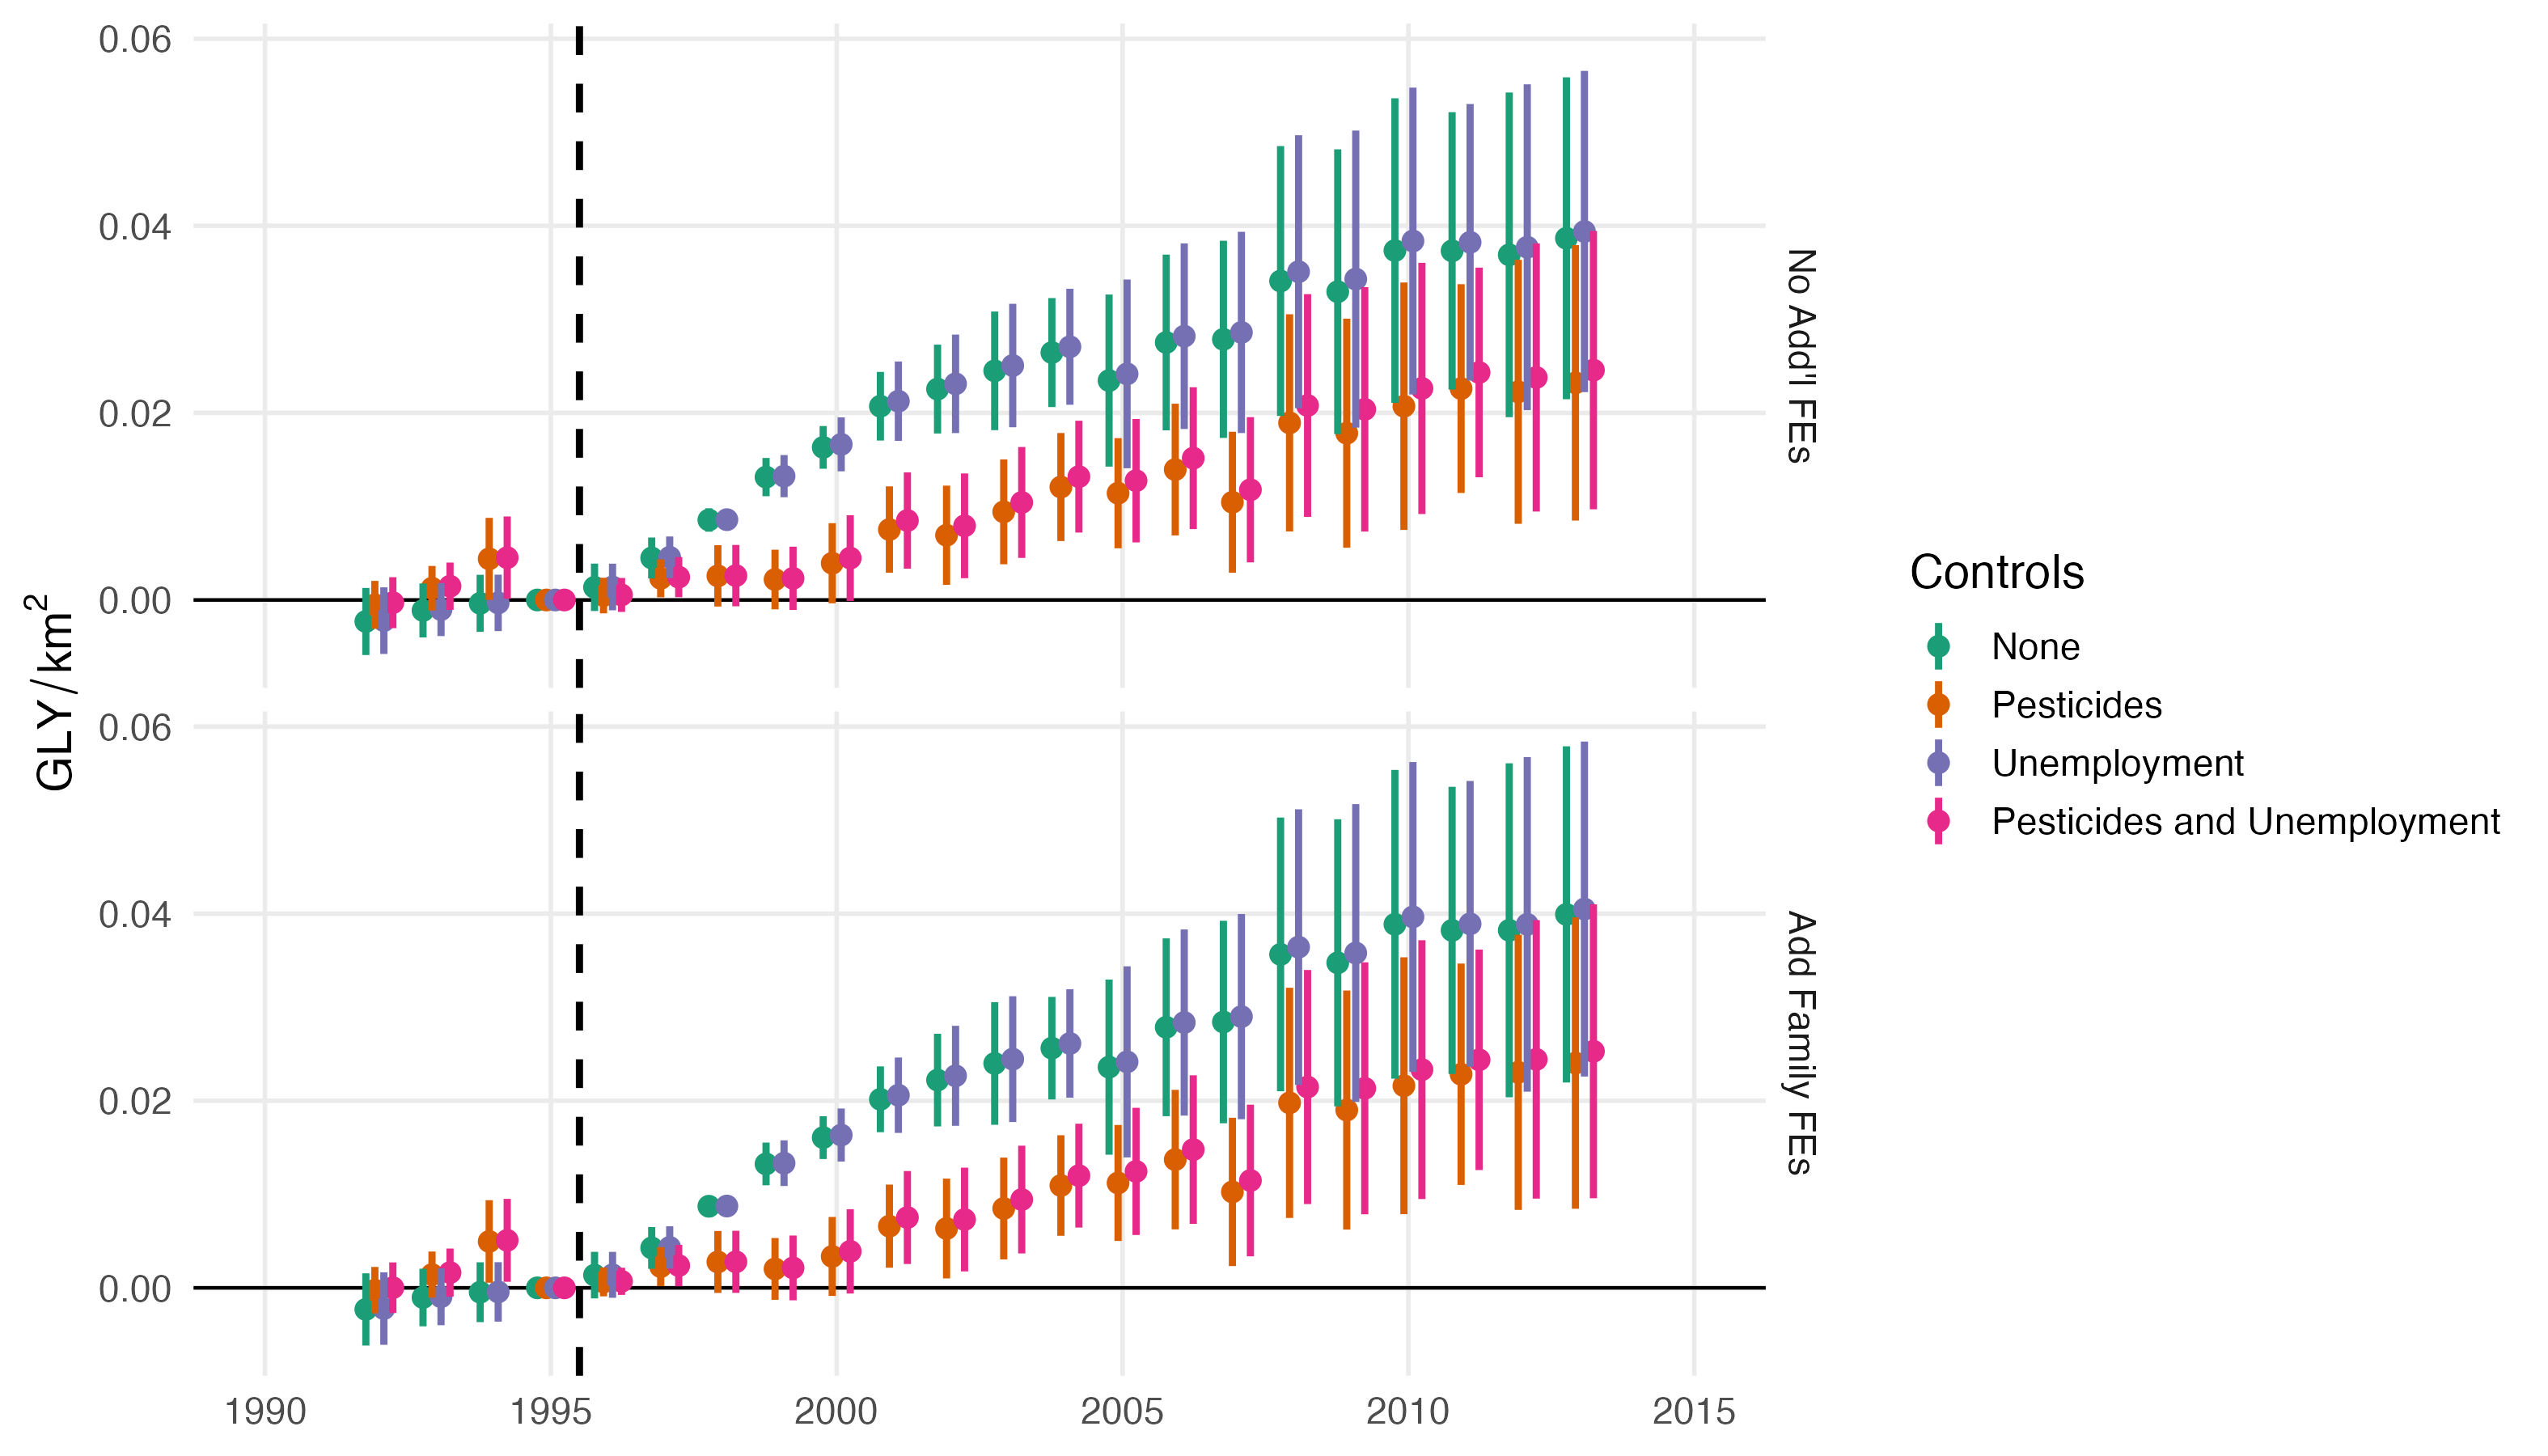 0.06
0.04
0.02
0.00
No Add'l FEs
GLY/km²
0.06
0.04
0.02
0.00
Add Family FEs
1990 1995 2000 2005 2010 2015
Controls
None
Pesticides
Unemployment
Pesticides and Unemployment